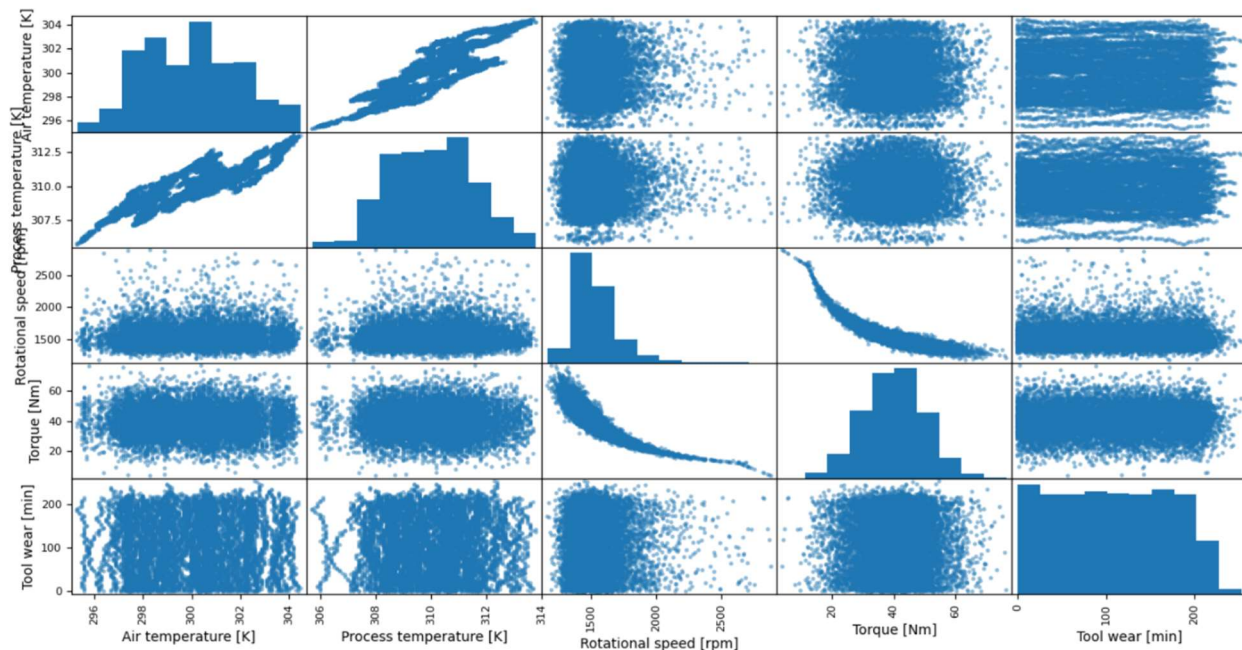 Air temperature [K]
304
302
300
298
296
Process temperature [K]
312.5
310.0
307.5
Rotational speed [rpm]
2500
2000
1500
Torque [Nm]
60
40
20
Tool wear [min]
200
100
0
296 298 300 302 304 306 308 310 312 314 1500 2000 2500 20 40 60 0 100 200
Air temperature [K] Process temperature [K] Rotational speed [rpm] Torque [Nm] Tool wear [min]